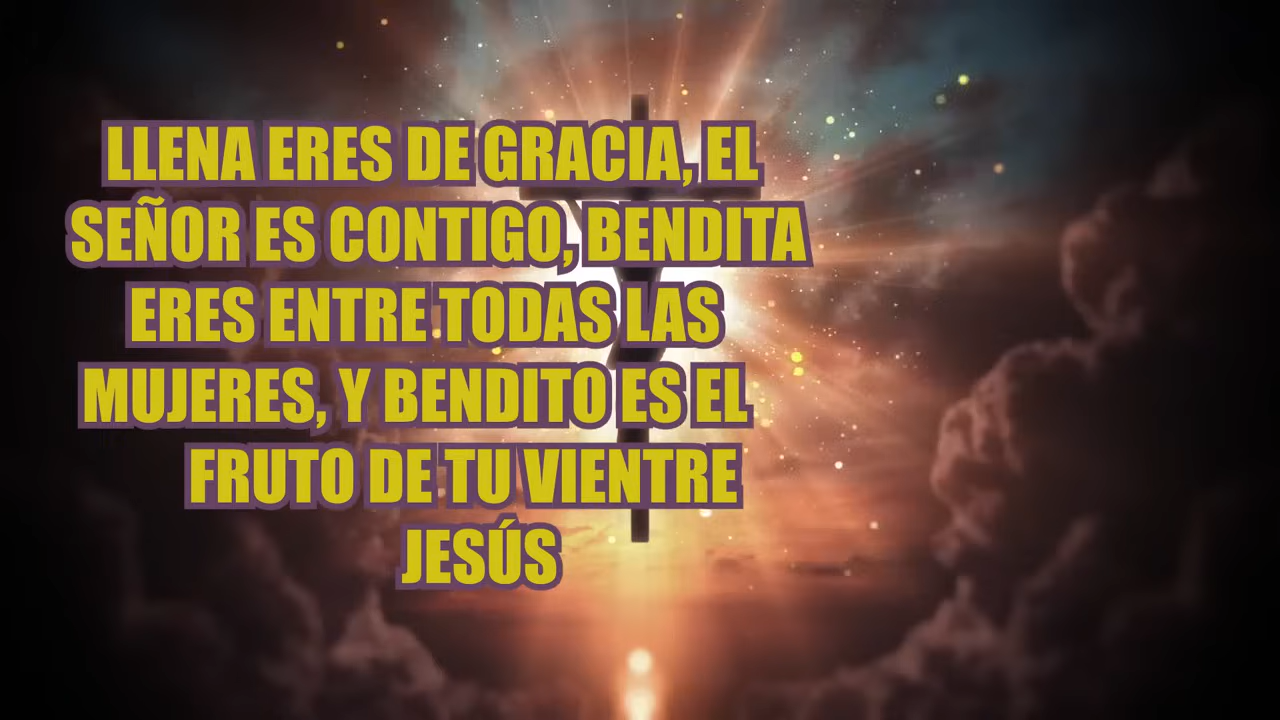 LLENA ERES DE GRACIA, EL
SEÑOR ES CONTIGO, BENDITA
ERES ENTRE TODAS LAS
MUJERES, Y BENDITO ES EL
FRUTO DE TU VIENTRE
JESÚS